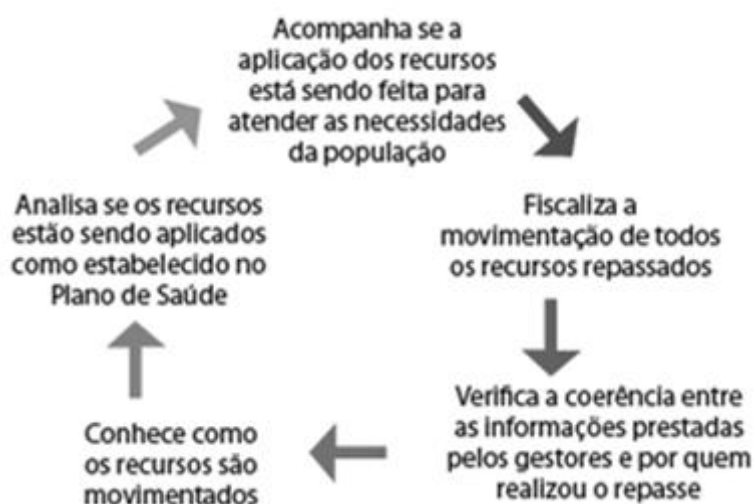 Acompanha se a
aplicação dos recursos
está sendo feita para
atender as necessidades
da população
Fiscaliza a
movimentação de todos
os recursos repassados
Verifica a coerência entre
as informações prestadas
pelos gestores e por quem
realizou o repasse
Conhece como
os recursos são
movimentados
Analisa se os recursos
estão sendo aplicados
como estabelecido no
Plano de Saúde